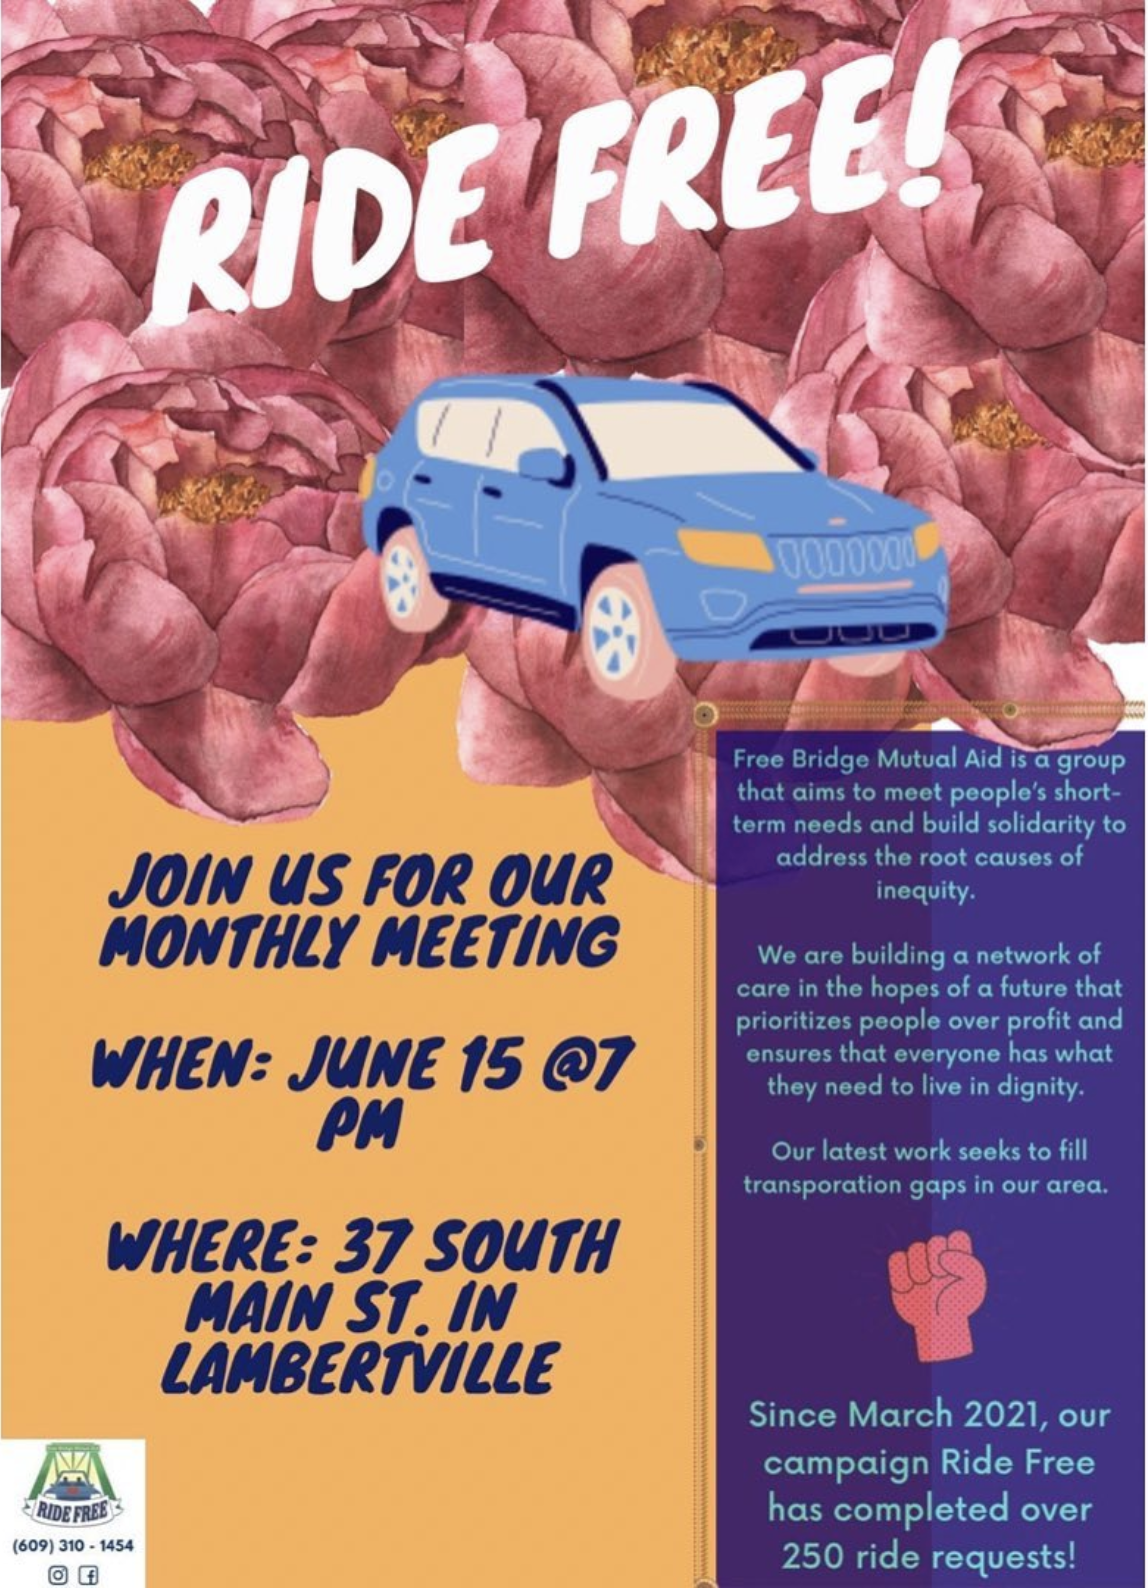 RIDE FREE!
JOIN US FOR OUR
MONTHLY MEETING
WHEN: JUNE 15 @7
PM
WHERE: 37 SOUTH
MAIN ST. IN
LAMBERTVILLE
Free Bridge Mutual Aid is a group
that aims to meet people's short-
term needs and build solidarity to
address the root causes of
inequity.
We are building a network of
care in the hopes of a future that
prioritizes people over profit and
ensures that everyone has what
they need to live in dignity.
Our latest work seeks to fill
transporation gaps in our area.
Since March 2021, our
campaign Ride Free
has completed over
250 ride requests!
RIDE FREE
(609) 310 - 1454